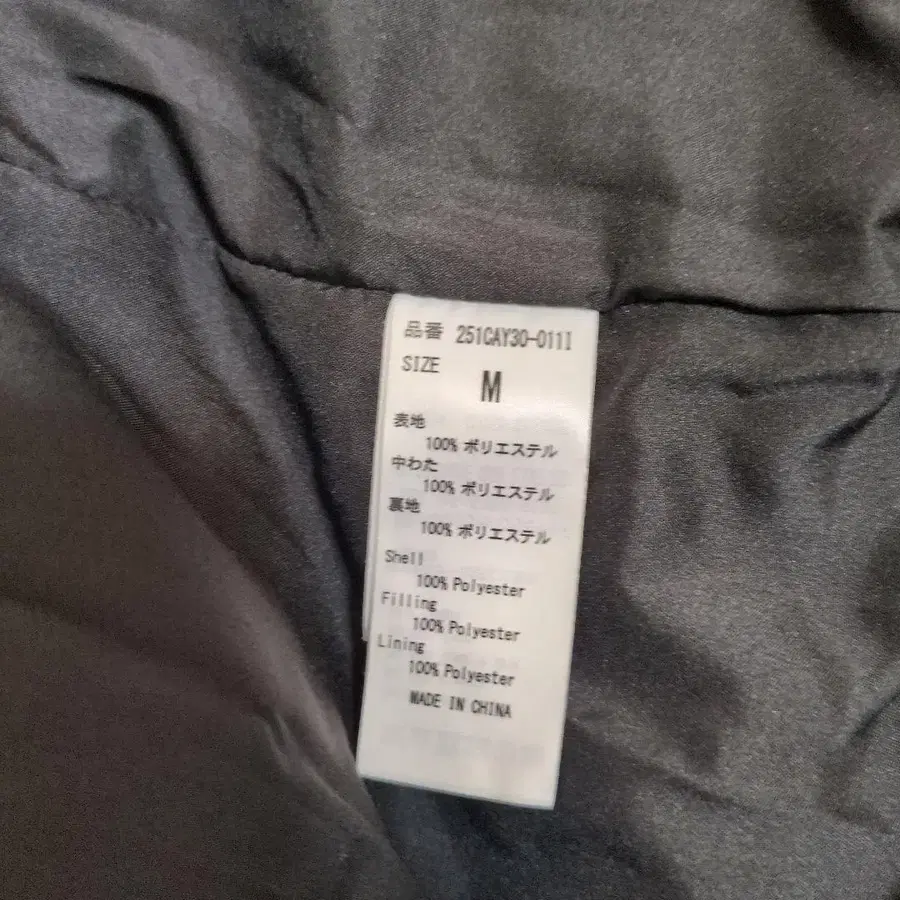 品番 251CAY30-011I
SIZE
M
表地
100% ポリエステル
中わた
100% ポリエステル
裏地
100% ポリエステル
Shell
100% Polyester
Filling
100% Polyester
Lining
100% Polyester
MADE IN CHINA